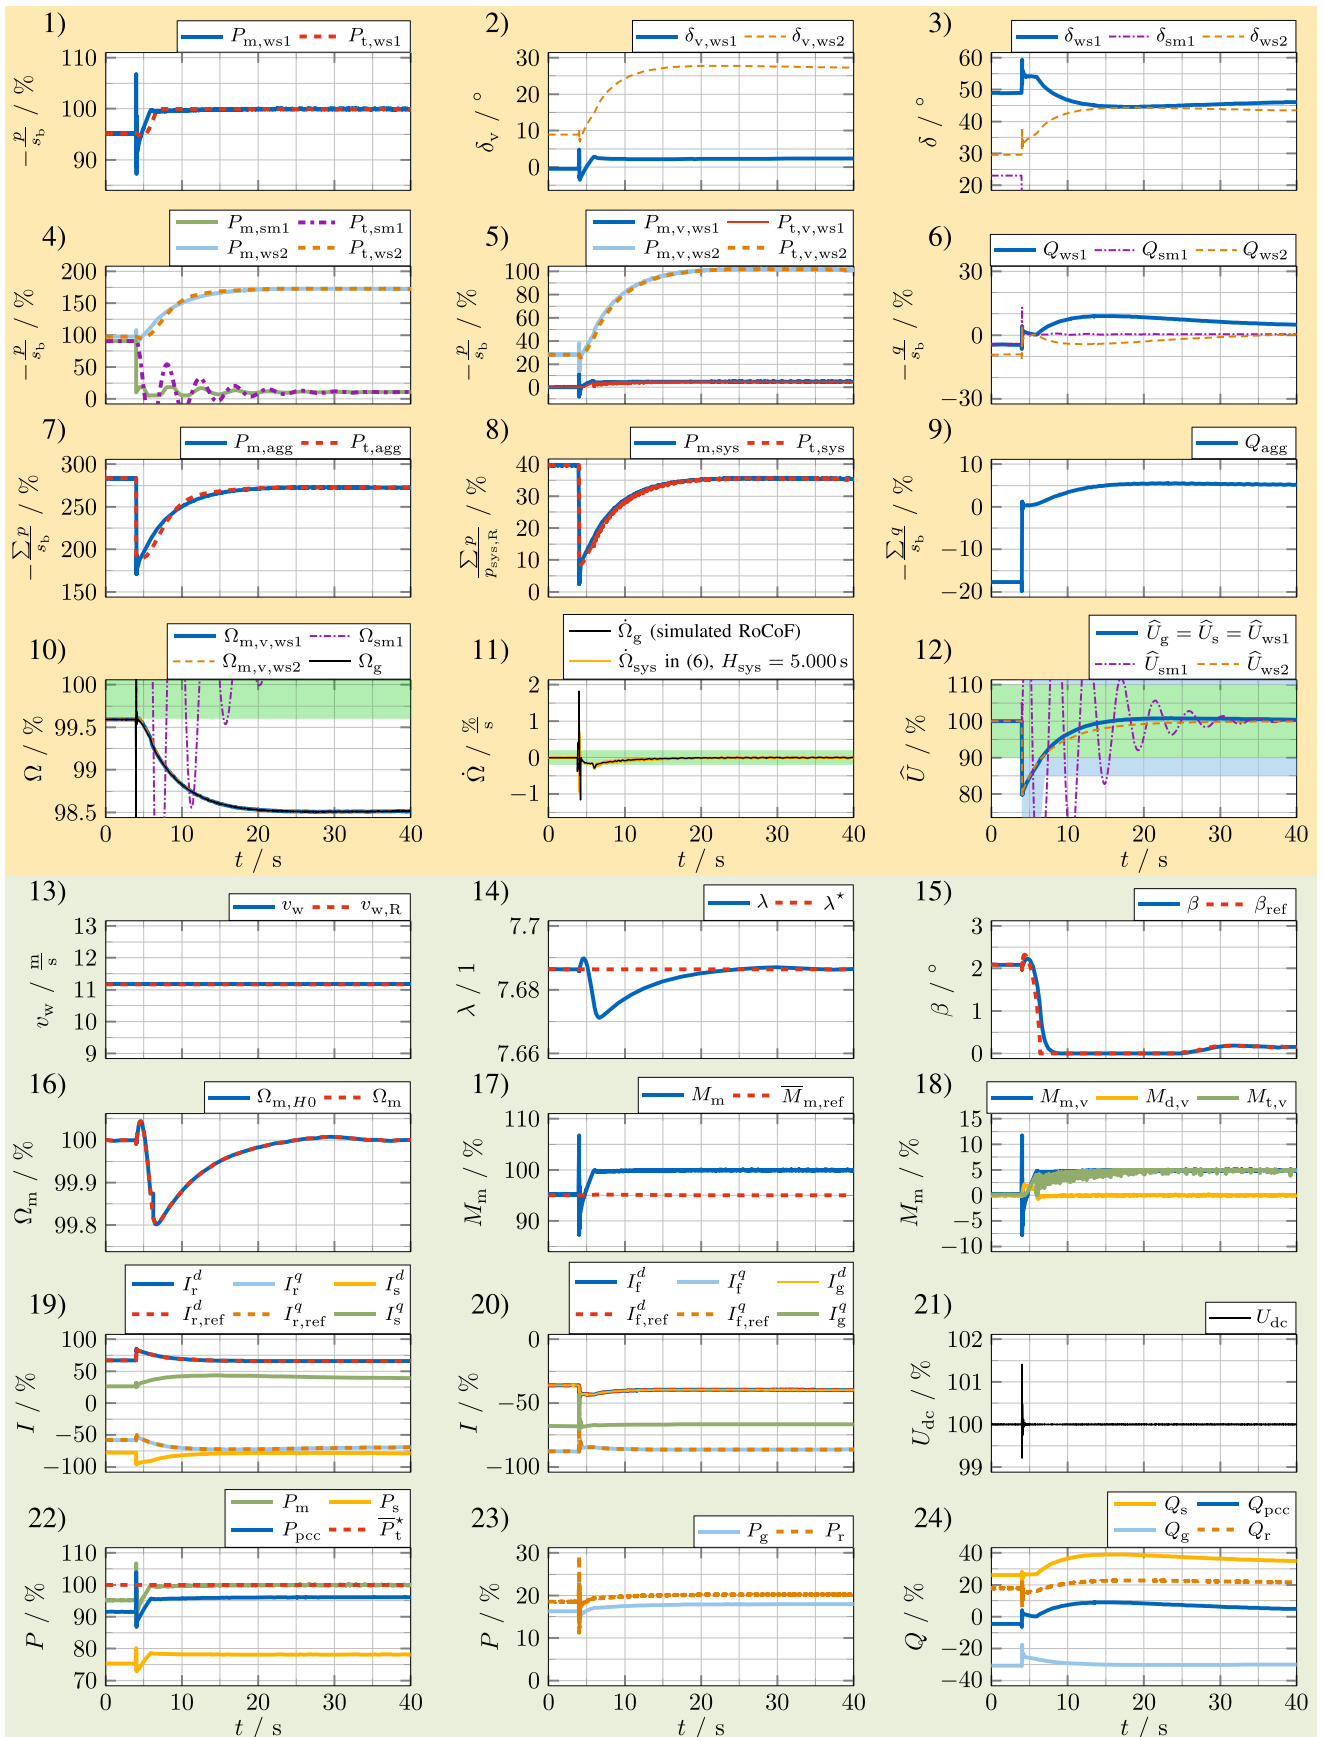 1) P_m,ws1 P_t,ws1
−p/s_b / %
110
100
90
2) δ_v,ws1 δ_v,ws2
δ_v / °
30
20
10
0
3) δ_ws1 δ_sm1 δ_ws2
δ / °
60
50
40
30
20
4) P_m,sm1 P_t,sm1
P_m,ws2 P_t,ws2
−p/s_b / %
200
150
100
50
0
5) P_m,v,ws1 P_t,v,ws1
P_m,v,ws2 P_t,v,ws2
−p/s_b / %
100
80
60
40
20
0
6) Q_ws1 Q_sm1 Q_ws2
−q/s_b / %
30
0
−30
7) P_m,agg P_t,agg
−∑p/s_b / %
300
250
200
150
8) P_m,sys P_t,sys
∑p/p_sys,R / %
40
30
20
10
0
9) Q_agg
−∑q/s_b / %
10
0
−10
−20
10) Ω_m,v,ws1 Ω_sm1
Ω_m,v,ws2 Ω_g
Ω / %
100
99.5
99
98.5
0 10 20 30 40
t / s
11) Ω̇_g (simulated RoCoF)
Ω̇_sys in (6), H_sys = 5.000 s
Ω̇ / %/s
2
1
0
−1
0 10 20 30 40
t / s
12) Û_g = Û_s = Û_ws1
Û_sm1 Û_ws2
Û / %
110
100
90
80
0 10 20 30 40
t / s
13) v_w v_w,R
v_w / m/s
13
12
11
10
9
14) λ λ⋆
λ / 1
7.7
7.68
7.66
15) β β_ref
β / °
3
2
1
0
16) Ω_m,H0 Ω_m
Ω_m / %
100
99.9
99.8
17) M_m M̅_m,ref
M_m / %
110
100
90
18) M_m,v M_d,v M_t,v
M_m / %
15
10
5
0
−5
−10
19) I_r^d I_r^q I_s^d
I_r,ref^d I_r,ref^q I_s^q
I / %
100
50
0
−50
−100
20) I_f^d I_f^q I_g^d
I_f,ref^d I_f,ref^q I_g^q
I / %
0
−50
−100
21) U_dc
U_dc / %
102
101
100
99
22) P_m P_s
P_pcc P̅_t^⋆
P / %
110
100
90
80
70
0 10 20 30 40
t / s
23) P_g P_r
P / %
30
20
10
0
0 10 20 30 40
t / s
24) Q_s Q_pcc
Q_g Q_r
Q / %
40
20
0
−20
−40
0 10 20 30 40
t / s